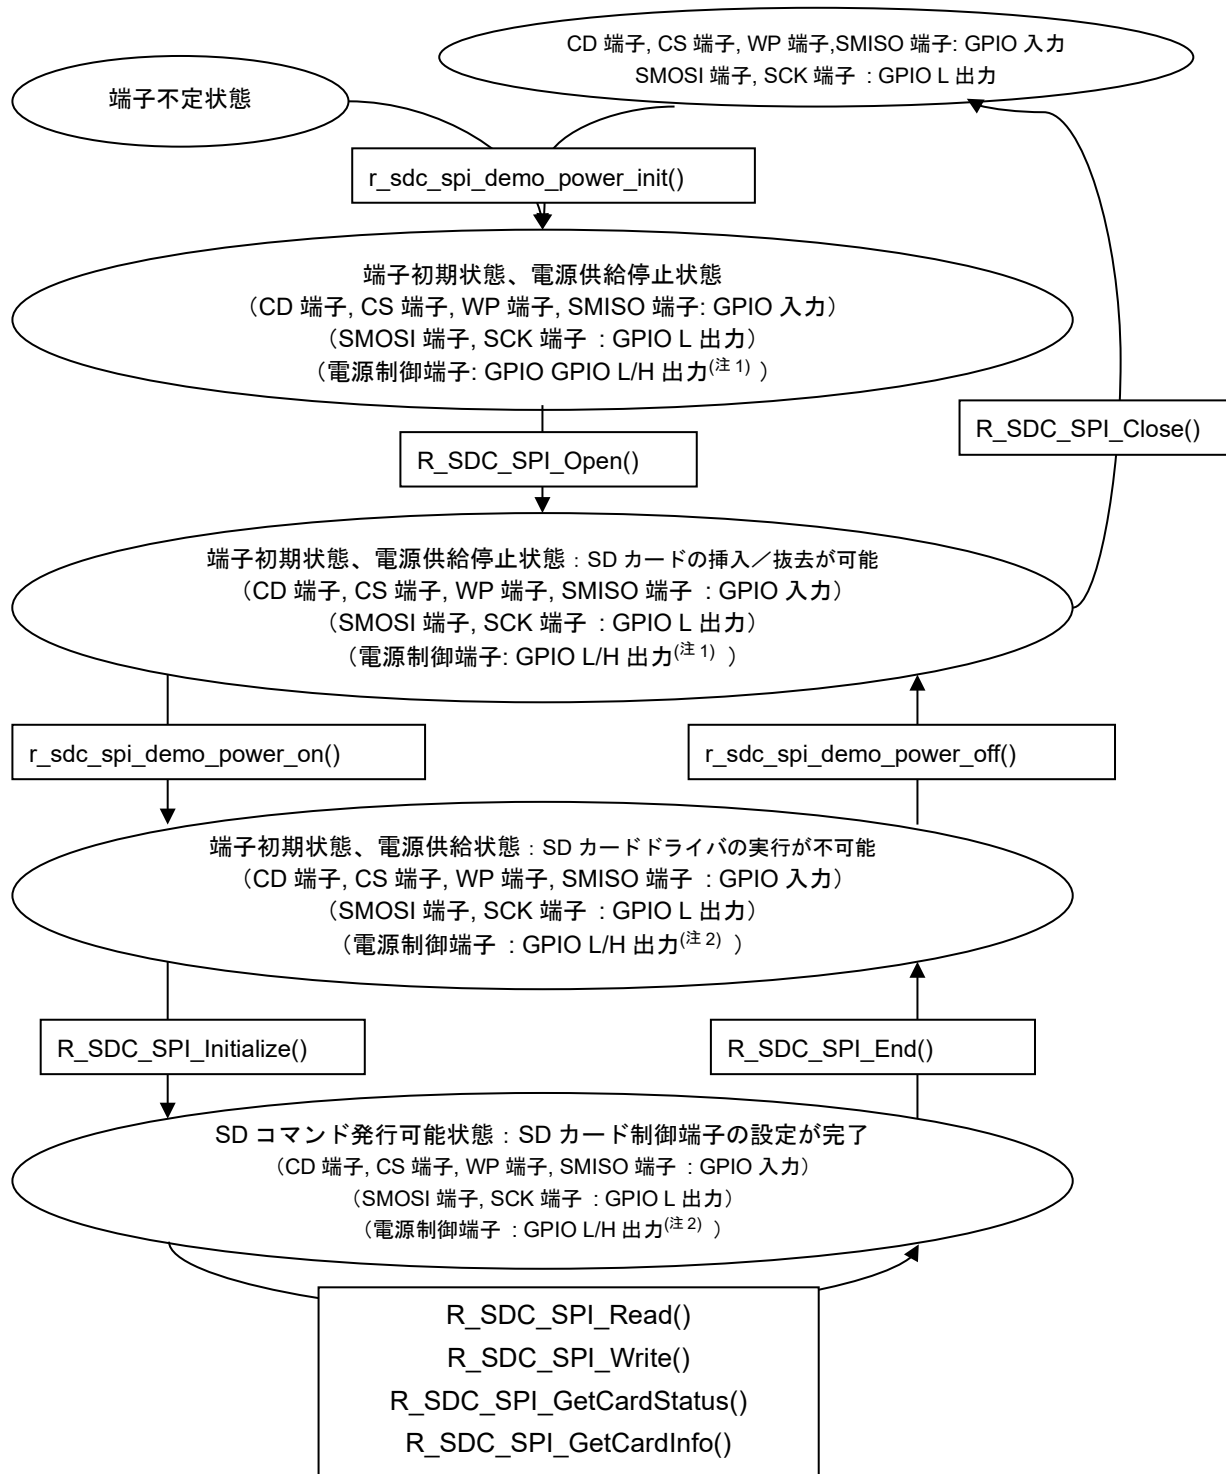 CD 端子, CS 端子, WP 端子,SMISO 端子: GPIO 入力
SMOSI 端子, SCK 端子 : GPIO L 出力
端子不定状態
r_sdc_spi_demo_power_init()
端子初期状態、電源供給停止状態
（CD 端子, CS 端子, WP 端子, SMISO 端子: GPIO 入力）
（SMOSI 端子, SCK 端子 : GPIO L 出力）
（電源制御端子: GPIO GPIO L/H 出力(注 1) ）
R_SDC_SPI_Close()
R_SDC_SPI_Open()
端子初期状態、電源供給停止状態：SD カードの挿入／抜去が可能
（CD 端子, CS 端子, WP 端子, SMISO 端子 : GPIO 入力）
（SMOSI 端子, SCK 端子 : GPIO L 出力）
（電源制御端子: GPIO L/H 出力(注 1) ）
r_sdc_spi_demo_power_on()
r_sdc_spi_demo_power_off()
端子初期状態、電源供給状態：SD カードドライバの実行が不可能
（CD 端子, CS 端子, WP 端子, SMISO 端子 : GPIO 入力）
（SMOSI 端子, SCK 端子 : GPIO L 出力）
（電源制御端子 : GPIO L/H 出力(注 2) ）
R_SDC_SPI_Initialize()
R_SDC_SPI_End()
SD コマンド発行可能状態：SD カード制御端子の設定が完了
（CD 端子, CS 端子, WP 端子, SMISO 端子 : GPIO 入力）
（SMOSI 端子, SCK 端子 : GPIO L 出力）
（電源制御端子 : GPIO L/H 出力(注 2) ）
R_SDC_SPI_Read()
R_SDC_SPI_Write()
R_SDC_SPI_GetCardStatus()
R_SDC_SPI_GetCardInfo()